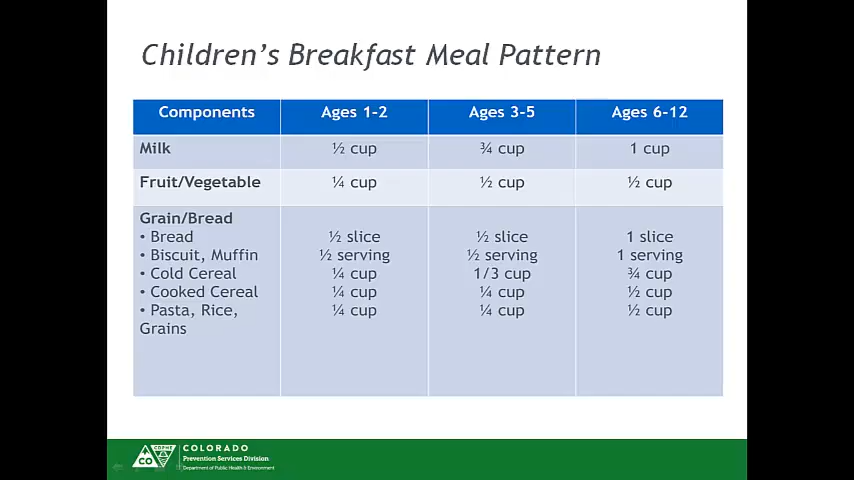 Children's Breakfast Meal Pattern
Components Ages 1-2 Ages 3-5 Ages 6-12
Milk ½ cup ¾ cup 1 cup
Fruit/Vegetable ¼ cup ½ cup ½ cup
Grain/Bread
• Bread ½ slice ½ slice 1 slice
• Biscuit, Muffin ½ serving ½ serving 1 serving
• Cold Cereal ¼ cup 1/3 cup ¾ cup
• Cooked Cereal ¼ cup ¼ cup ½ cup
• Pasta, Rice, ¼ cup ¼ cup ½ cup
Grains
CO CDPHE COLORADO
Prevention Services Division
Department of Public Health & Environment